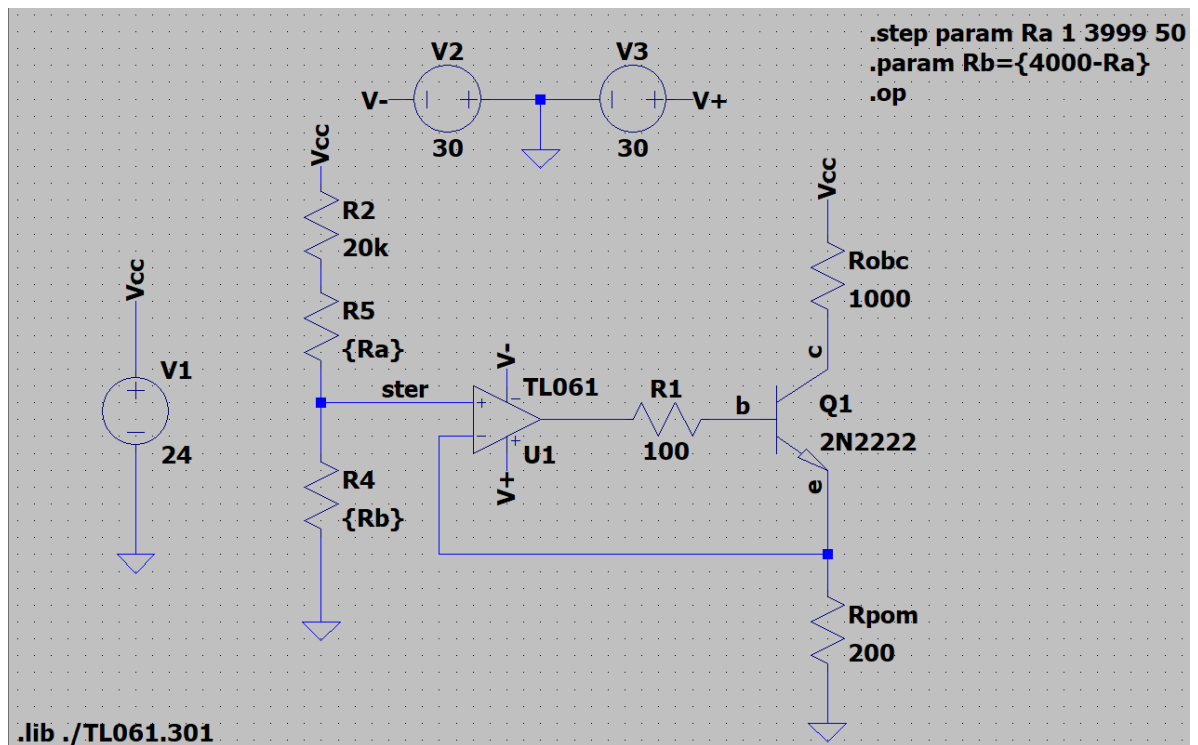 .step param Ra 1 3999 50
.param Rb={4000-Ra}
.op
V2
V3
V-
V+
30
30
Vcc
R2
20k
Vcc
Robc
1000
Vcc
R5
{Ra}
V1
24
ster
V-
TL061
U1
V+
R1
100
b
c
Q1
2N2222
e
R4
{Rb}
Rpom
200
.lib ./TL061.301